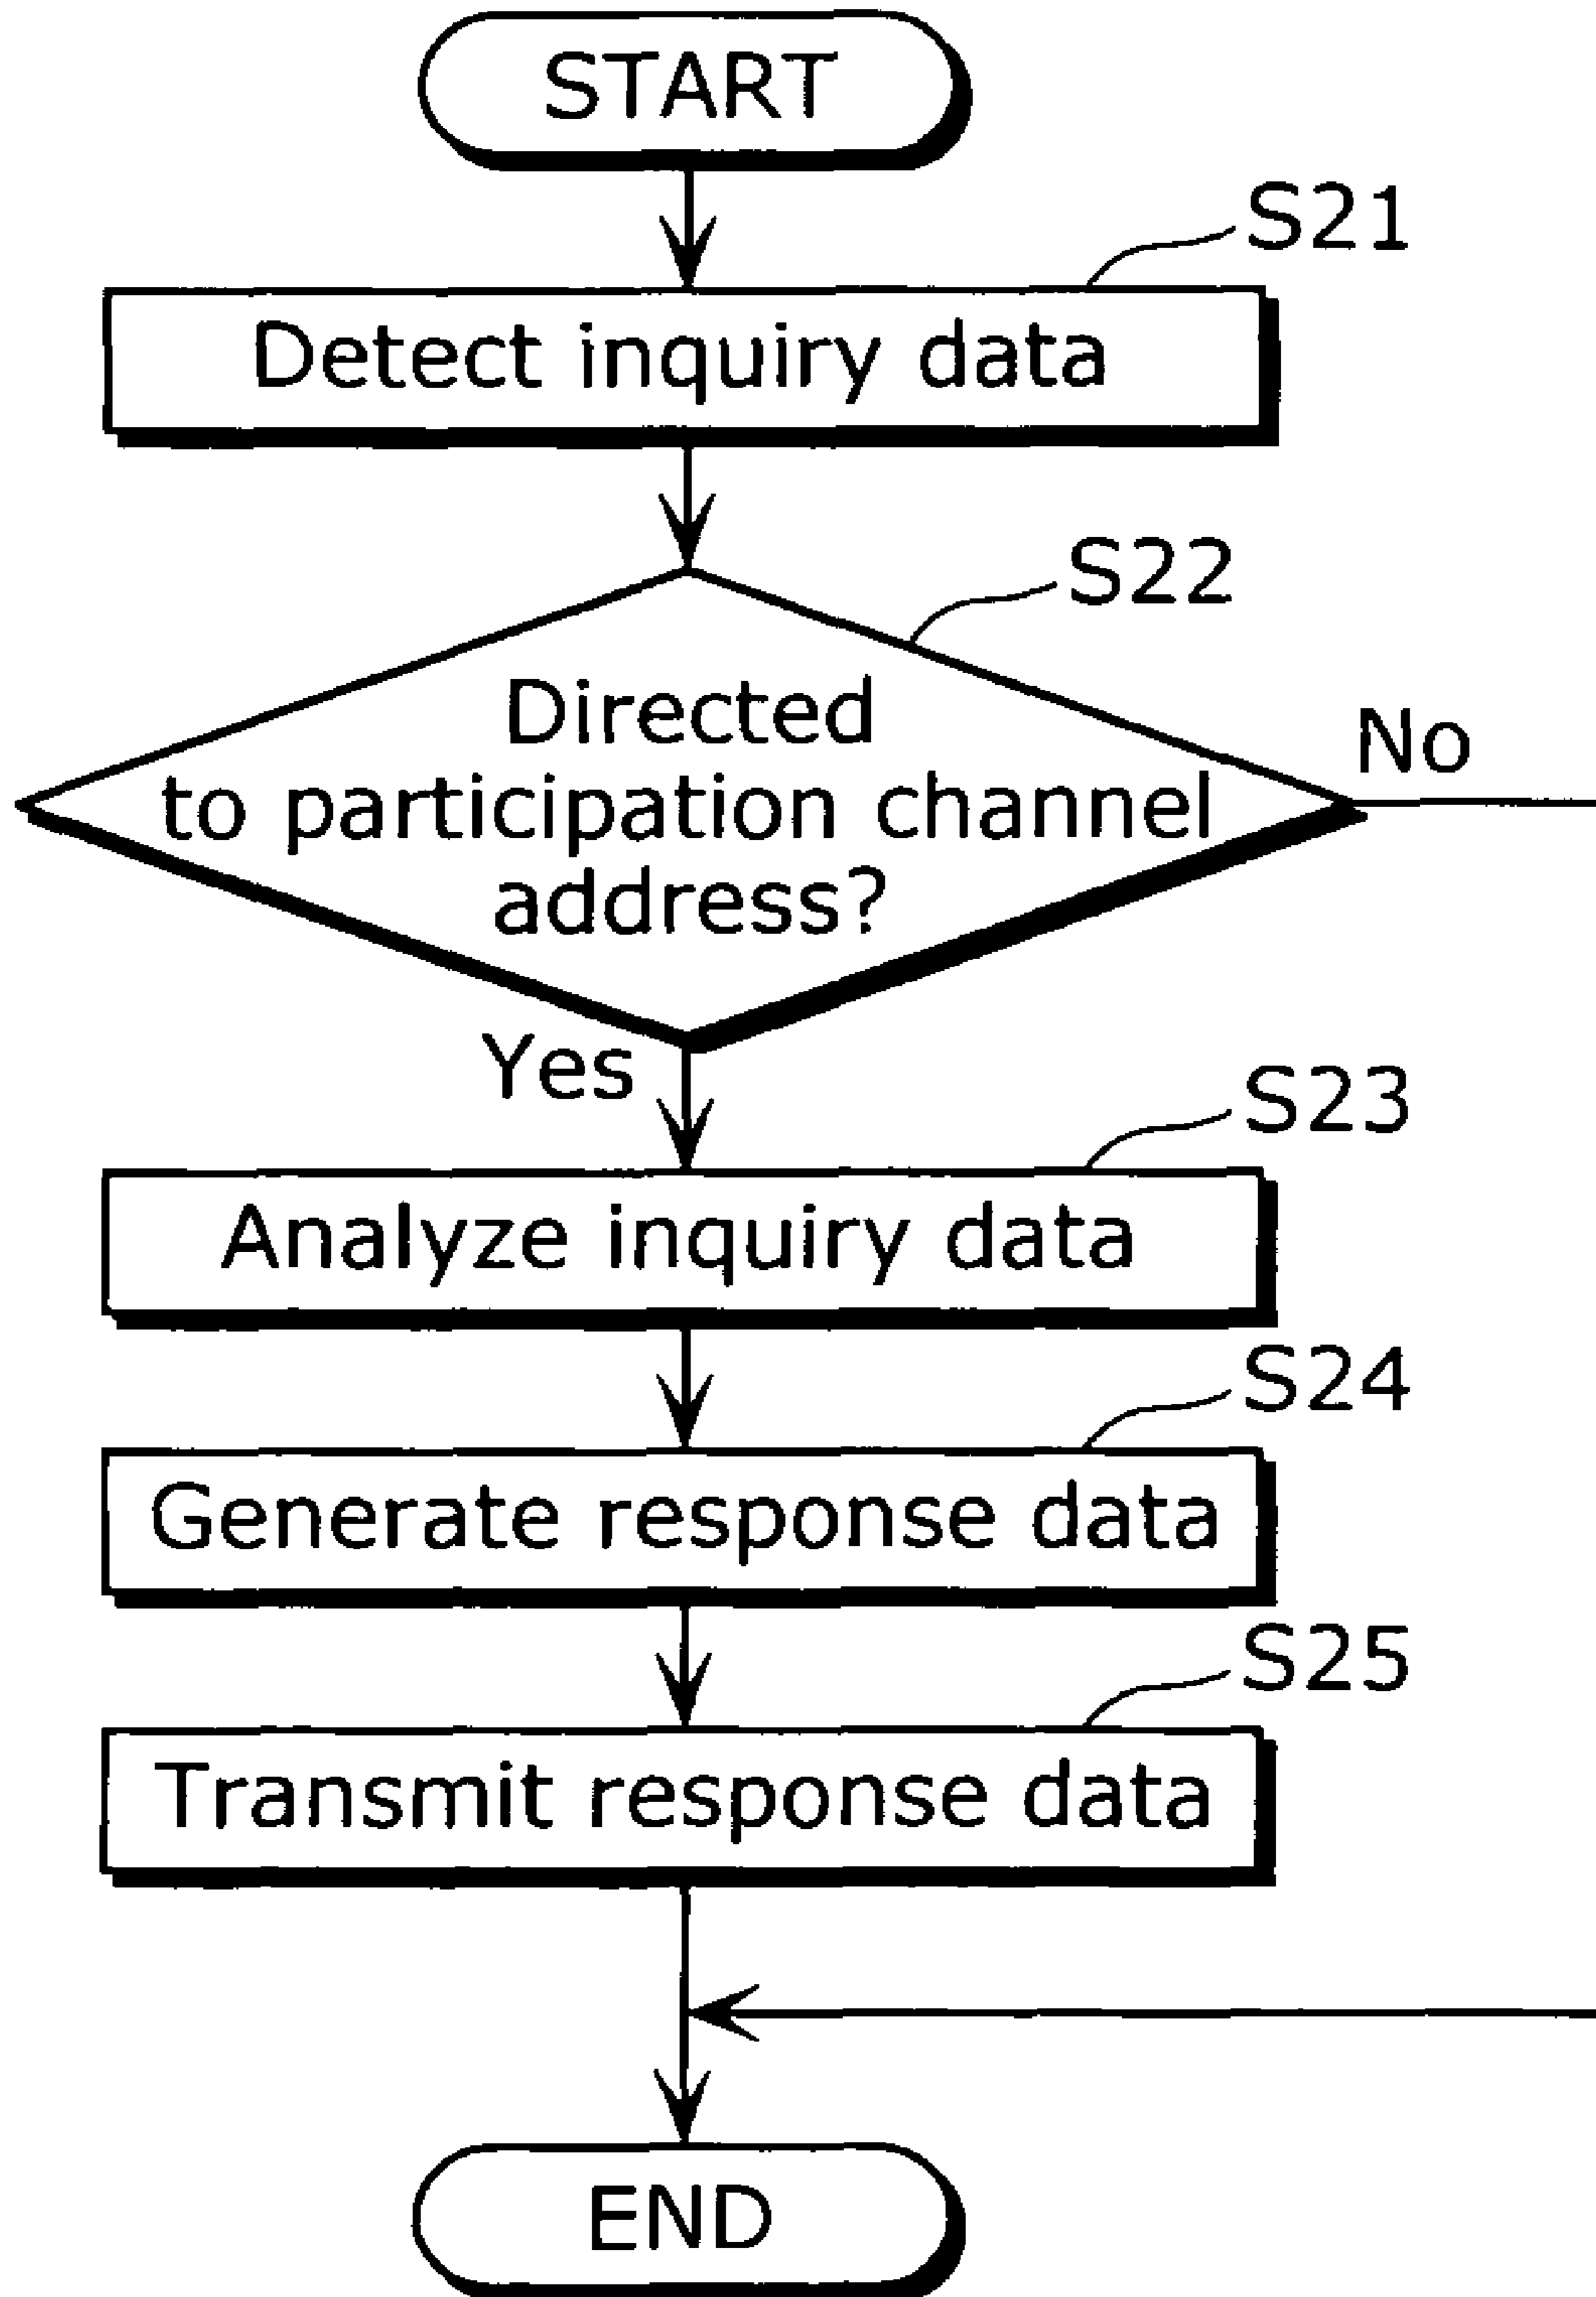 START
S21
Detect inquiry data
S22
Directed
to participation channel
address?
No
Yes
S23
Analyze inquiry data
S24
Generate response data
S25
Transmit response data
END